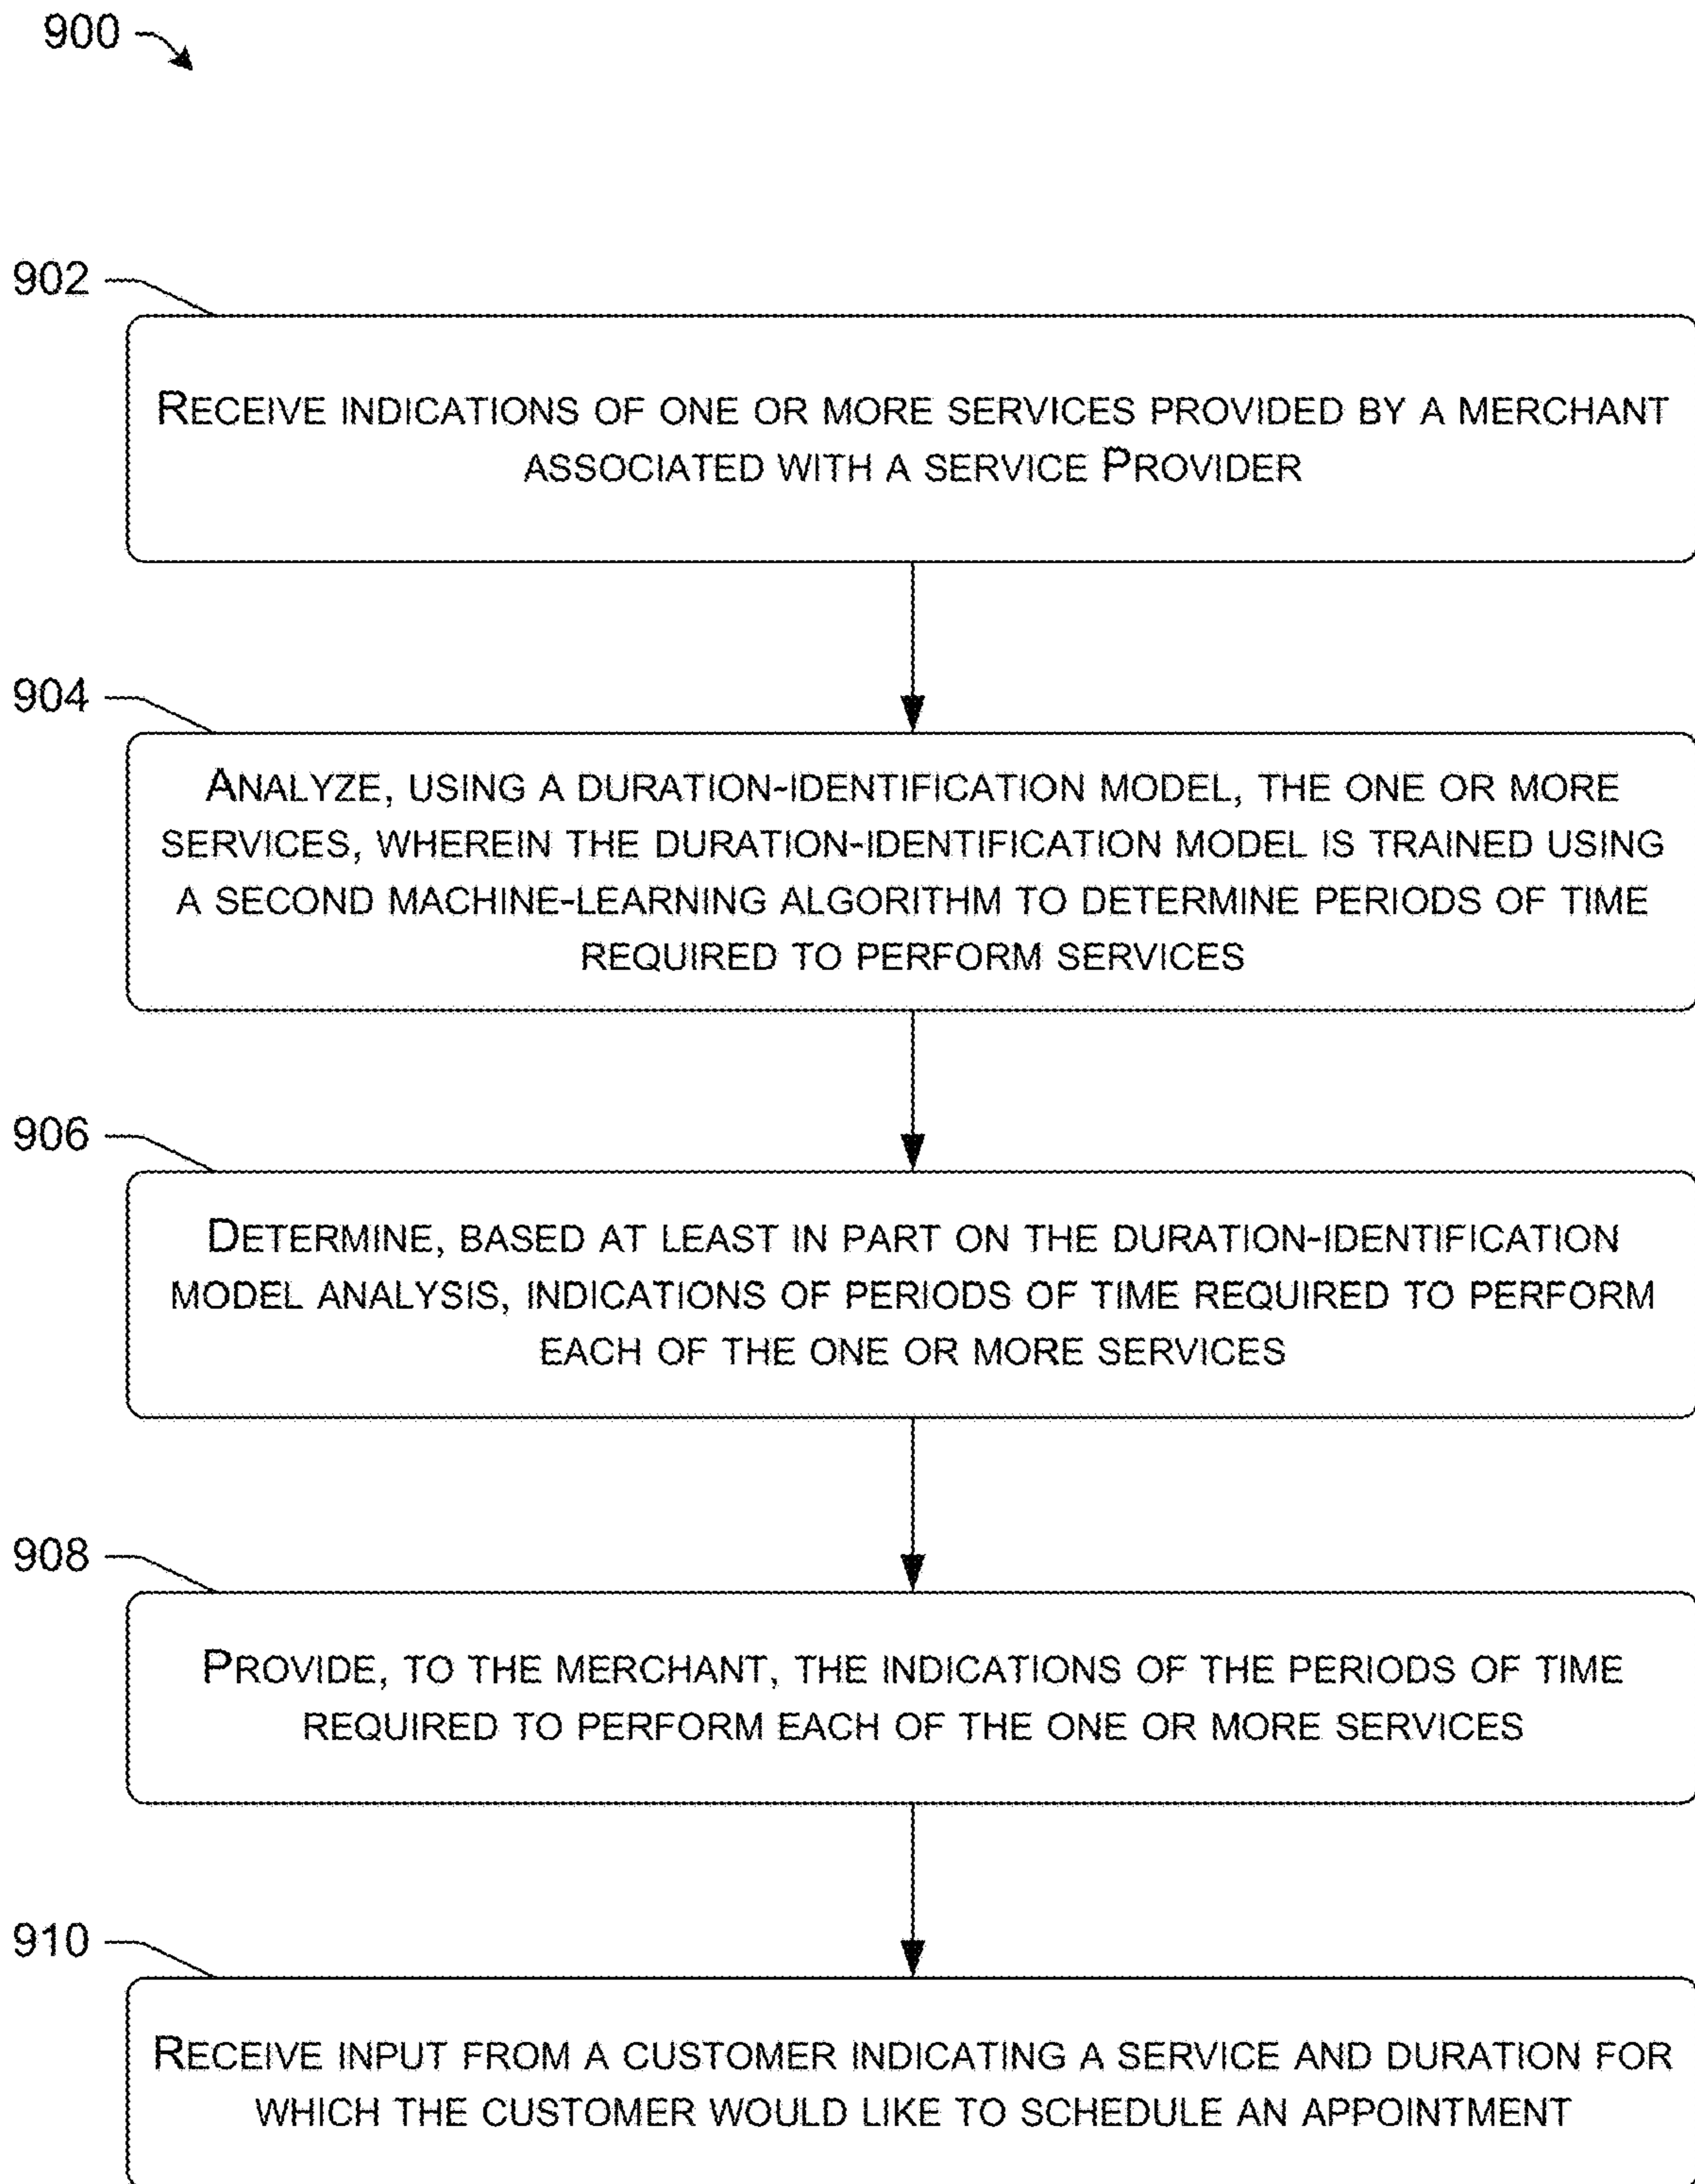 900
902
RECEIVE INDICATIONS OF ONE OR MORE SERVICES PROVIDED BY A MERCHANT
ASSOCIATED WITH A SERVICE PROVIDER
904
ANALYZE, USING A DURATION-IDENTIFICATION MODEL, THE ONE OR MORE
SERVICES, WHEREIN THE DURATION-IDENTIFICATION MODEL IS TRAINED USING
A SECOND MACHINE-LEARNING ALGORITHM TO DETERMINE PERIODS OF TIME
REQUIRED TO PERFORM SERVICES
906
DETERMINE, BASED AT LEAST IN PART ON THE DURATION-IDENTIFICATION
MODEL ANALYSIS, INDICATIONS OF PERIODS OF TIME REQUIRED TO PERFORM
EACH OF THE ONE OR MORE SERVICES
908
PROVIDE, TO THE MERCHANT, THE INDICATIONS OF THE PERIODS OF TIME
REQUIRED TO PERFORM EACH OF THE ONE OR MORE SERVICES
910
RECEIVE INPUT FROM A CUSTOMER INDICATING A SERVICE AND DURATION FOR
WHICH THE CUSTOMER WOULD LIKE TO SCHEDULE AN APPOINTMENT